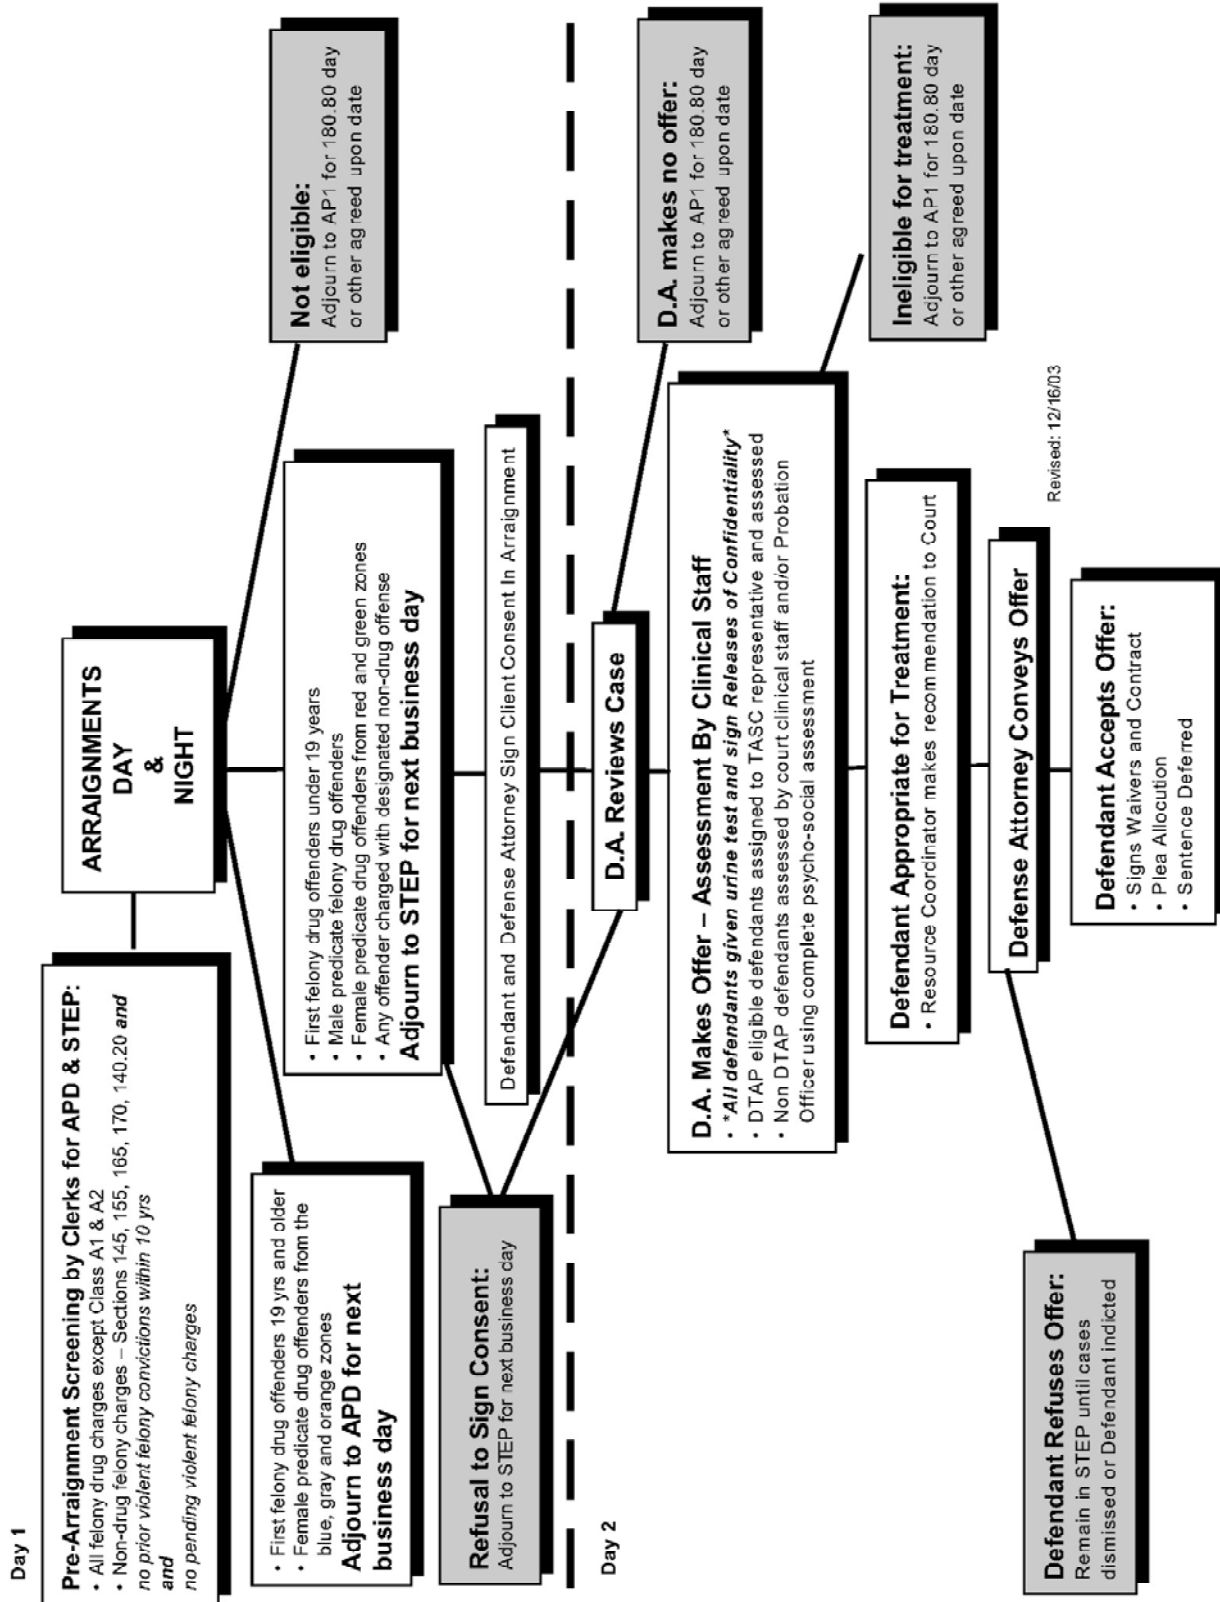 Day 1
Pre-Arraignment Screening by Clerks for APD & STEP:
• All felony drug charges except Class A1 & A2
• Non-drug felony charges – Sections 145, 155, 165, 170, 140.20 and
no prior violent felony convictions within 10 yrs
and
no pending violent felony charges
ARRAIGNMENTS
DAY
&
NIGHT
• First felony drug offenders 19 yrs and older
• Female predicate drug offenders from the
blue, gray and orange zones
Adjourn to APD for next
business day
• First felony drug offenders under 19 years
• Male predicate felony drug offenders
• Female predicate drug offenders from red and green zones
• Any offender charged with designated non-drug offense
Adjourn to STEP for next business day
Not eligible:
Adjourn to AP1 for 180.80 day
or other agreed upon date
Refusal to Sign Consent:
Adjourn to STEP for next business day
Defendant and Defense Attorney Sign Client Consent In Arraignment
Day 2
D.A. Reviews Case
D.A. makes no offer:
Adjourn to AP1 for 180.80 day
or other agreed upon date
D.A. Makes Offer – Assessment By Clinical Staff
• *All defendants given urine test and sign Releases of Confidentiality*
• DTAP eligible defendants assigned to TASC representative and assessed
• Non DTAP defendants assessed by court clinical staff and/or Probation
Officer using complete psycho-social assessment
Ineligible for treatment:
Adjourn to AP1 for 180.80 day
or other agreed upon date
Defendant Appropriate for Treatment:
• Resource Coordinator makes recommendation to Court
Defense Attorney Conveys Offer
Revised: 12/16/03
Defendant Refuses Offer:
Remain in STEP until cases
dismissed or Defendant indicted
Defendant Accepts Offer:
• Signs Waivers and Contract
• Plea Allocution
• Sentence Deferred